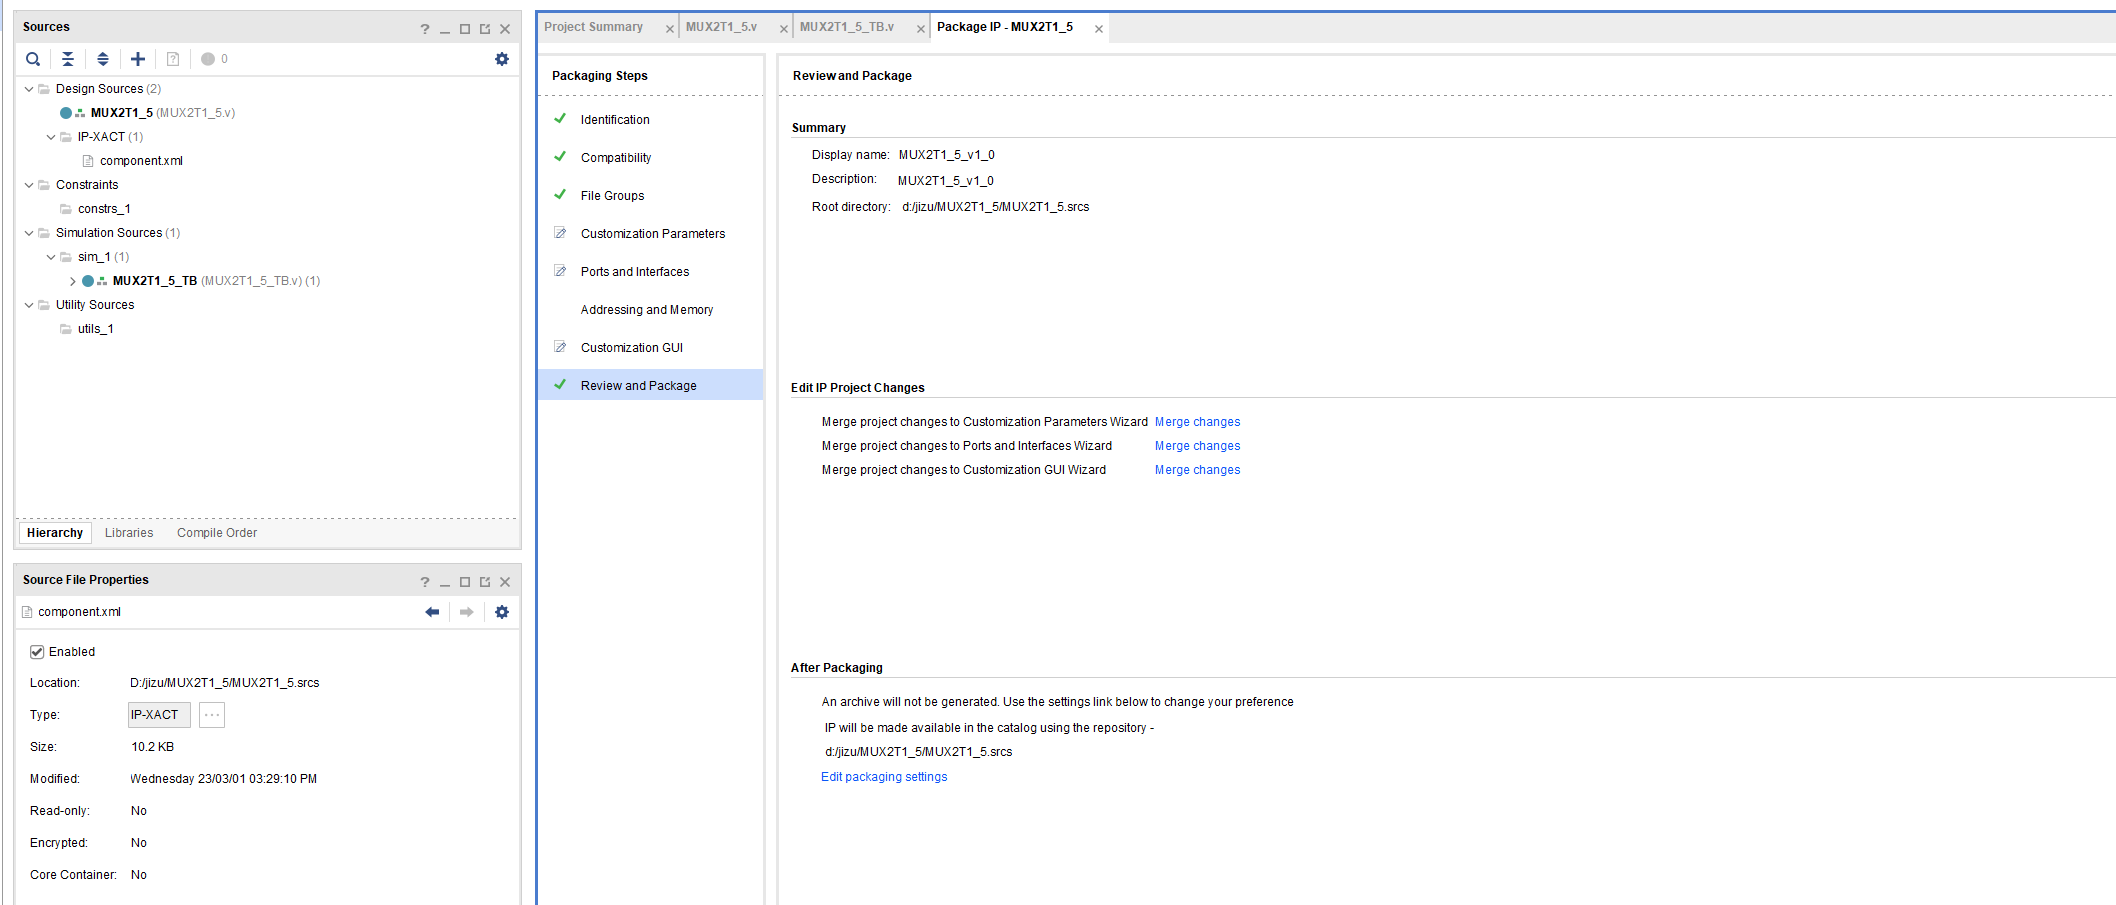 Sources
? 
0
Design Sources (2)
MUX2T1_5 (MUX2T1_5.v)
IP-XACT (1)
component.xml
Constraints
constrs_1
Simulation Sources (1)
sim_1 (1)
MUX2T1_5_TB (MUX2T1_5_TB.v) (1)
Utility Sources
utils_1
Hierarchy Libraries Compile Order
Source File Properties
?
component.xml
Enabled
Location: D:/jizu/MUX2T1_5/MUX2T1_5.srcs
Type: IP-XACT ...
Size: 10.2 KB
Modified: Wednesday 23/03/01 03:29:10 PM
Read-only: No
Encrypted: No
Core Container: No
Project Summary MUX2T1_5.v MUX2T1_5_TB.v Package IP - MUX2T1_5
Packaging Steps
Identification
Compatibility
File Groups
Customization Parameters
Ports and Interfaces
Addressing and Memory
Customization GUI
Review and Package
Review and Package
Summary
Display name: MUX2T1_5_v1_0
Description: MUX2T1_5_v1_0
Root directory: d:/jizu/MUX2T1_5/MUX2T1_5.srcs
Edit IP Project Changes
Merge project changes to Customization Parameters Wizard Merge changes
Merge project changes to Ports and Interfaces Wizard Merge changes
Merge project changes to Customization GUI Wizard Merge changes
After Packaging
An archive will not be generated. Use the settings link below to change your preference
IP will be made available in the catalog using the repository -
d:/jizu/MUX2T1_5/MUX2T1_5.srcs
Edit packaging settings